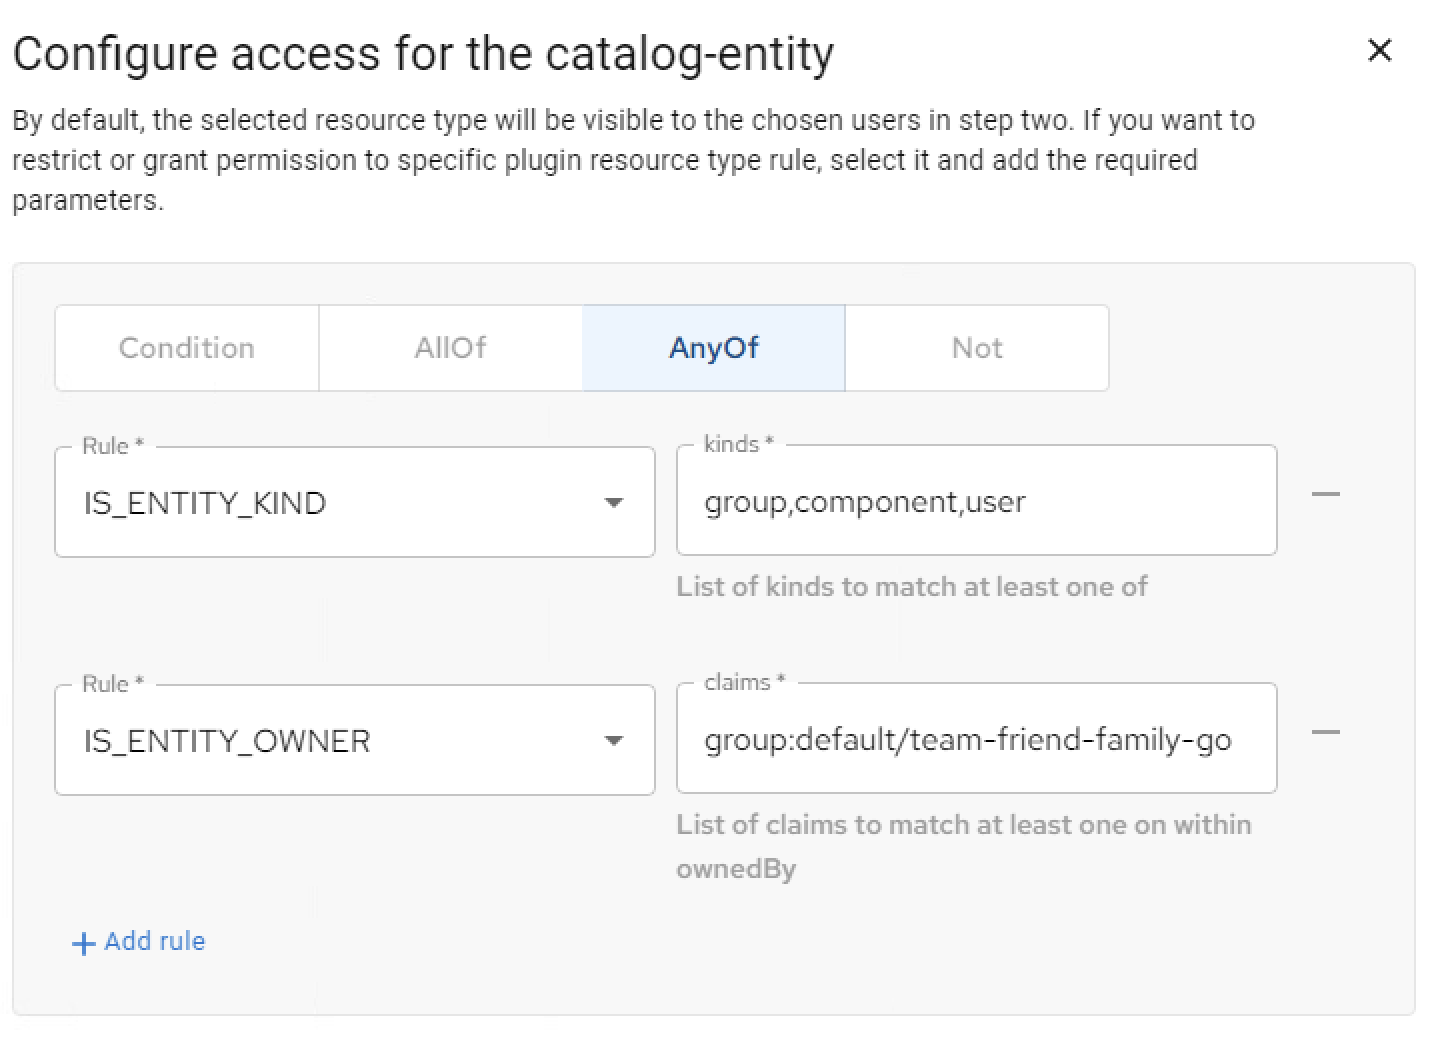 Configure access for the catalog-entity
By default, the selected resource type will be visible to the chosen users in step two. If you want to
restrict or grant permission to specific plugin resource type rule, select it and add the required
parameters.
Condition AllOf AnyOf Not
Rule * kinds *
IS_ENTITY_KIND group,component,user
List of kinds to match at least one of
Rule * claims *
IS_ENTITY_OWNER group:default/team-friend-family-go
List of claims to match at least one on within
ownedBy
+ Add rule